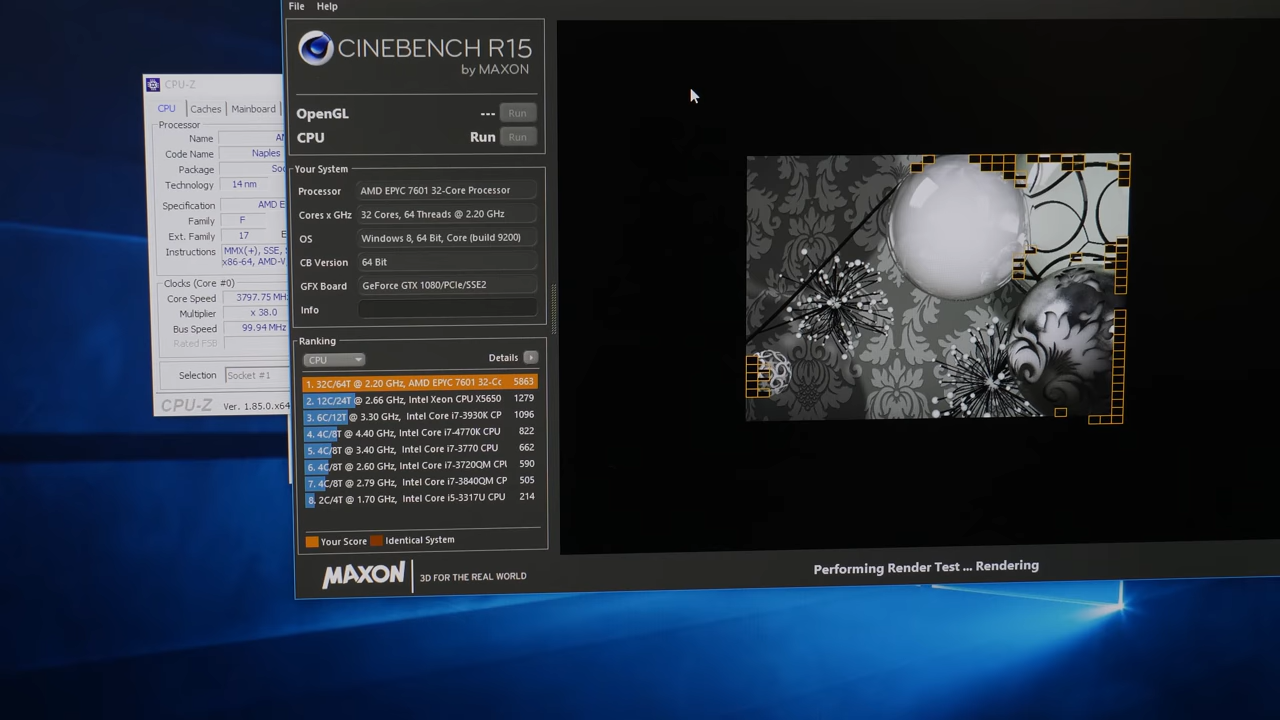 File Help
CINEBENCH R15
by MAXON
OpenGL --- Run
CPU Run Run
Your System
Processor AMD EPYC 7601 32-Core Processor
Cores x GHz 32 Cores, 64 Threads @ 2.20 GHz
OS Windows 8, 64 Bit, Core (build 9200)
CB Version 64 Bit
GFX Board GeForce GTX 1080/PCIe/SSE2
Info
Ranking
CPU Details
1. 32C/64T @ 2.20 GHz, AMD EPYC 7601 32-Cc 5863
2. 12C/24T @ 2.66 GHz, Intel Xeon CPU X5650 1279
3. 6C/12T @ 3.30 GHz, Intel Core i7-3930K CP 1096
4. 4C/8T @ 4.40 GHz, Intel Core i7-4770K CPU 822
5. 4C/8T @ 3.40 GHz, Intel Core i7-3770 CPU 662
6. 4C/8T @ 2.60 GHz, Intel Core i7-3720QM CPI 590
7. 4C/8T @ 2.79 GHz, Intel Core i7-3840QM CP 505
8. 2C/4T @ 1.70 GHz, Intel Core i5-3317U CPU 214
Your Score Identical System
MAXON 3D FOR THE REAL WORLD
Performing Render Test ... Rendering
CPU-Z
CPU Caches Mainboard
Processor
Name
Code Name Naples
Package
Technology 14 nm
Specification AMD E
Family F
Ext. Family 17
Instructions MMX(+), SSE,
x86-64, AMD-V
Clocks (Core #0)
Core Speed 3797.75 MHz
Multiplier x 38.0
Bus Speed 99.94 MHz
Rated FSB
Selection Socket #1
CPU-Z Ver. 1.85.0.x64